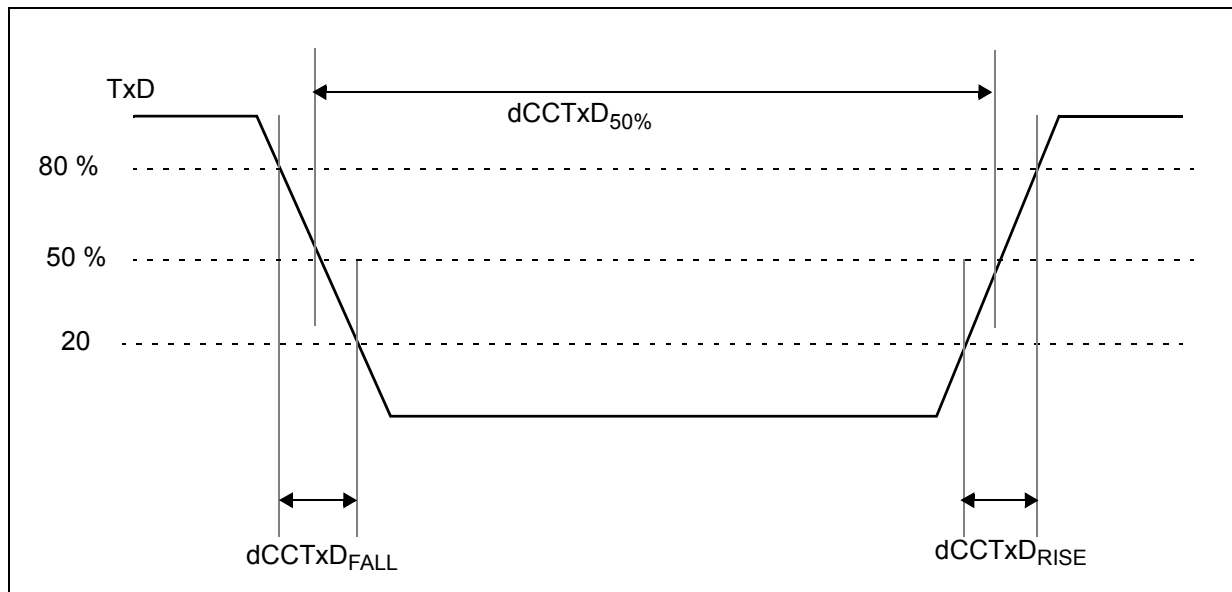 TxD
dCCTxD50%
80 %
50 %
20
dCCTxDFALL
dCCTxDRISE